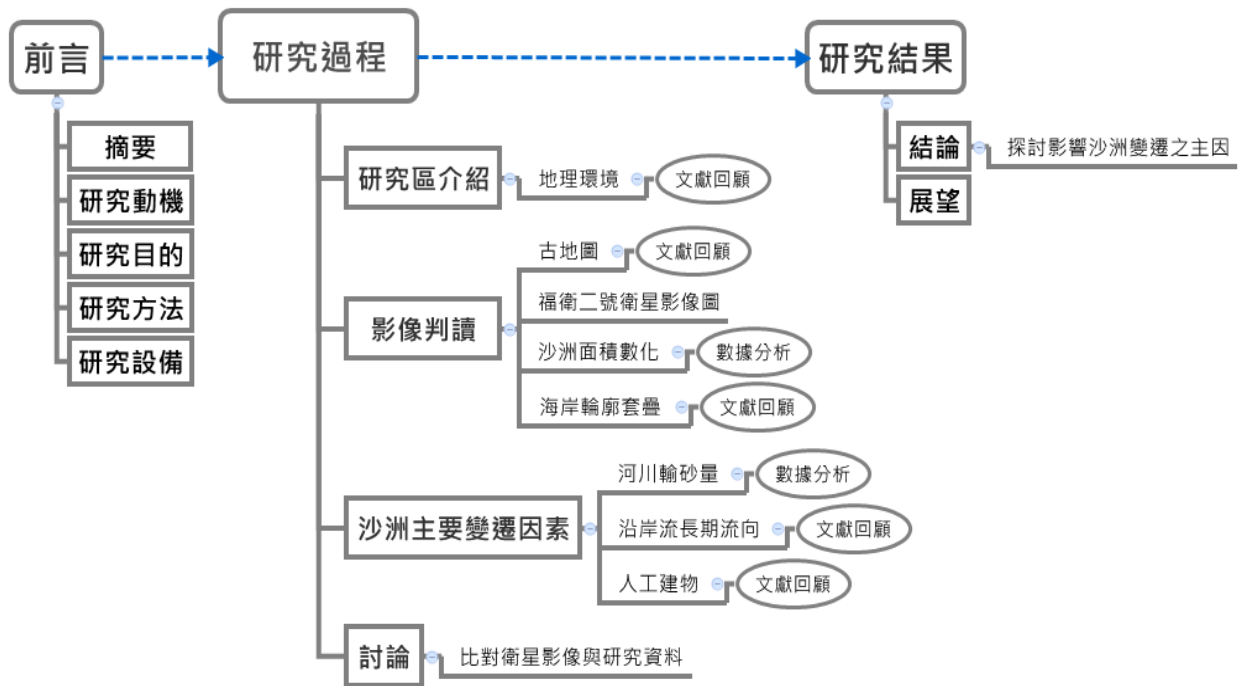 前言
摘要
研究動機
研究目的
研究方法
研究設備
研究過程
研究區介紹
地理環境
文獻回顧
影像判讀
古地圖
文獻回顧
福衛二號衛星影像圖
沙洲面積數化
數據分析
海岸輪廓套疊
文獻回顧
沙洲主要變遷因素
河川輸砂量
數據分析
沿岸流長期流向
文獻回顧
人工建物
文獻回顧
討論
比對衛星影像與研究資料
研究結果
結論
探討影響沙洲變遷之主因
展望